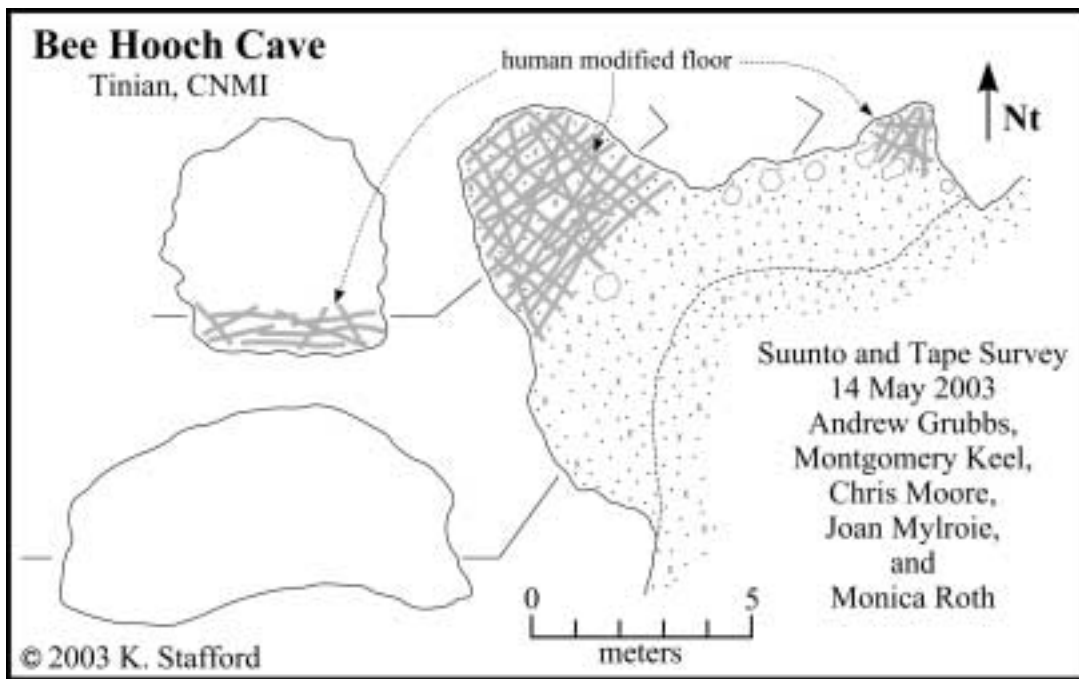 Bee Hooch Cave
Tinian, CNMI
human modified floor
Nt
Suunto and Tape Survey
14 May 2003
Andrew Grubbs,
Montgomery Keel,
Chris Moore,
Joan Mylroie,
and
Monica Roth
0 5
meters
© 2003 K. Stafford